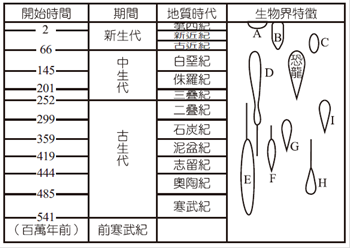 開始時間 期間 地質時代 生物界特徵
2 新生代 第四紀 A B
新近紀 C
66 古近紀
145 中生代 白堊紀 D 恐龍
201 侏羅紀
252 三疊紀
299 古生代 二疊紀 I
359 石炭紀 G
419 泥盆紀 F
444 志留紀
485 奧陶紀 E H
541 寒武紀
(百萬年前) 前寒武紀